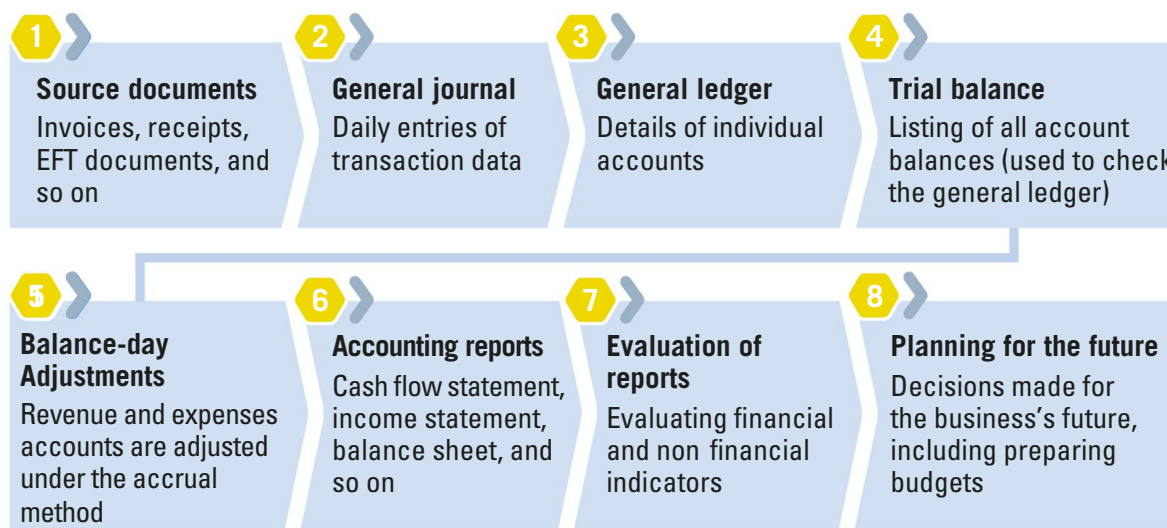 1
Source documents
Invoices, receipts,
EFT documents, and
so on
2
General journal
Daily entries of
transaction data
3
General ledger
Details of individual
accounts
4
Trial balance
Listing of all account
balances (used to check
the general ledger)
5
Balance-day
Adjustments
Revenue and expenses
accounts are adjusted
under the accrual
method
6
Accounting reports
Cash flow statement,
income statement,
balance sheet, and
so on
7
Evaluation of
reports
Evaluating financial
and non financial
indicators
8
Planning for the future
Decisions made for
the business's future,
including preparing
budgets